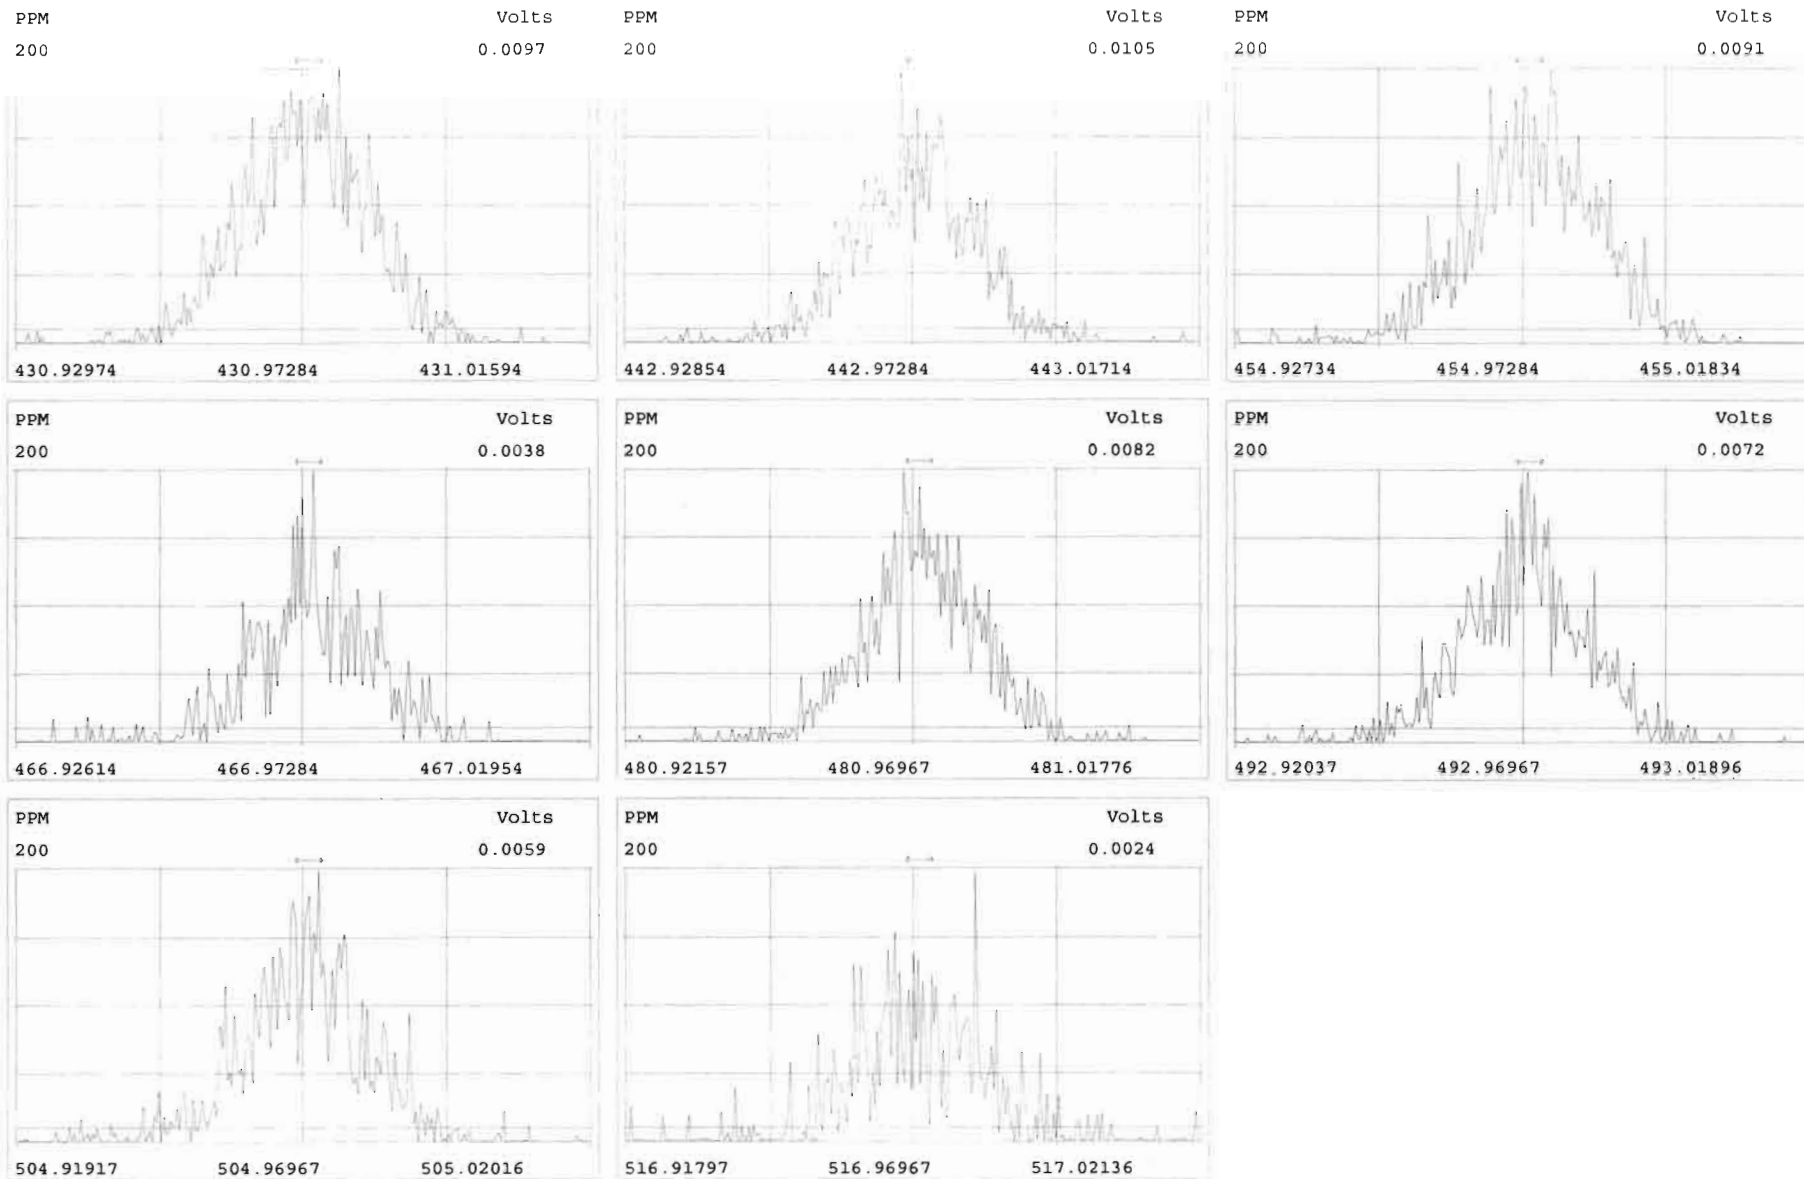 PPM Volts
200 0.0097
430.92974 430.97284 431.01594
PPM Volts
200 0.0105
442.92854 442.97284 443.01714
PPM Volts
200 0.0091
454.92734 454.97284 455.01834
PPM Volts
200 0.0038
466.92614 466.97284 467.01954
PPM Volts
200 0.0082
480.92157 480.96967 481.01776
PPM Volts
200 0.0072
492.92037 492.96967 493.01896
PPM Volts
200 0.0059
504.91917 504.96967 505.02016
PPM Volts
200 0.0024
516.91797 516.96967 517.02136